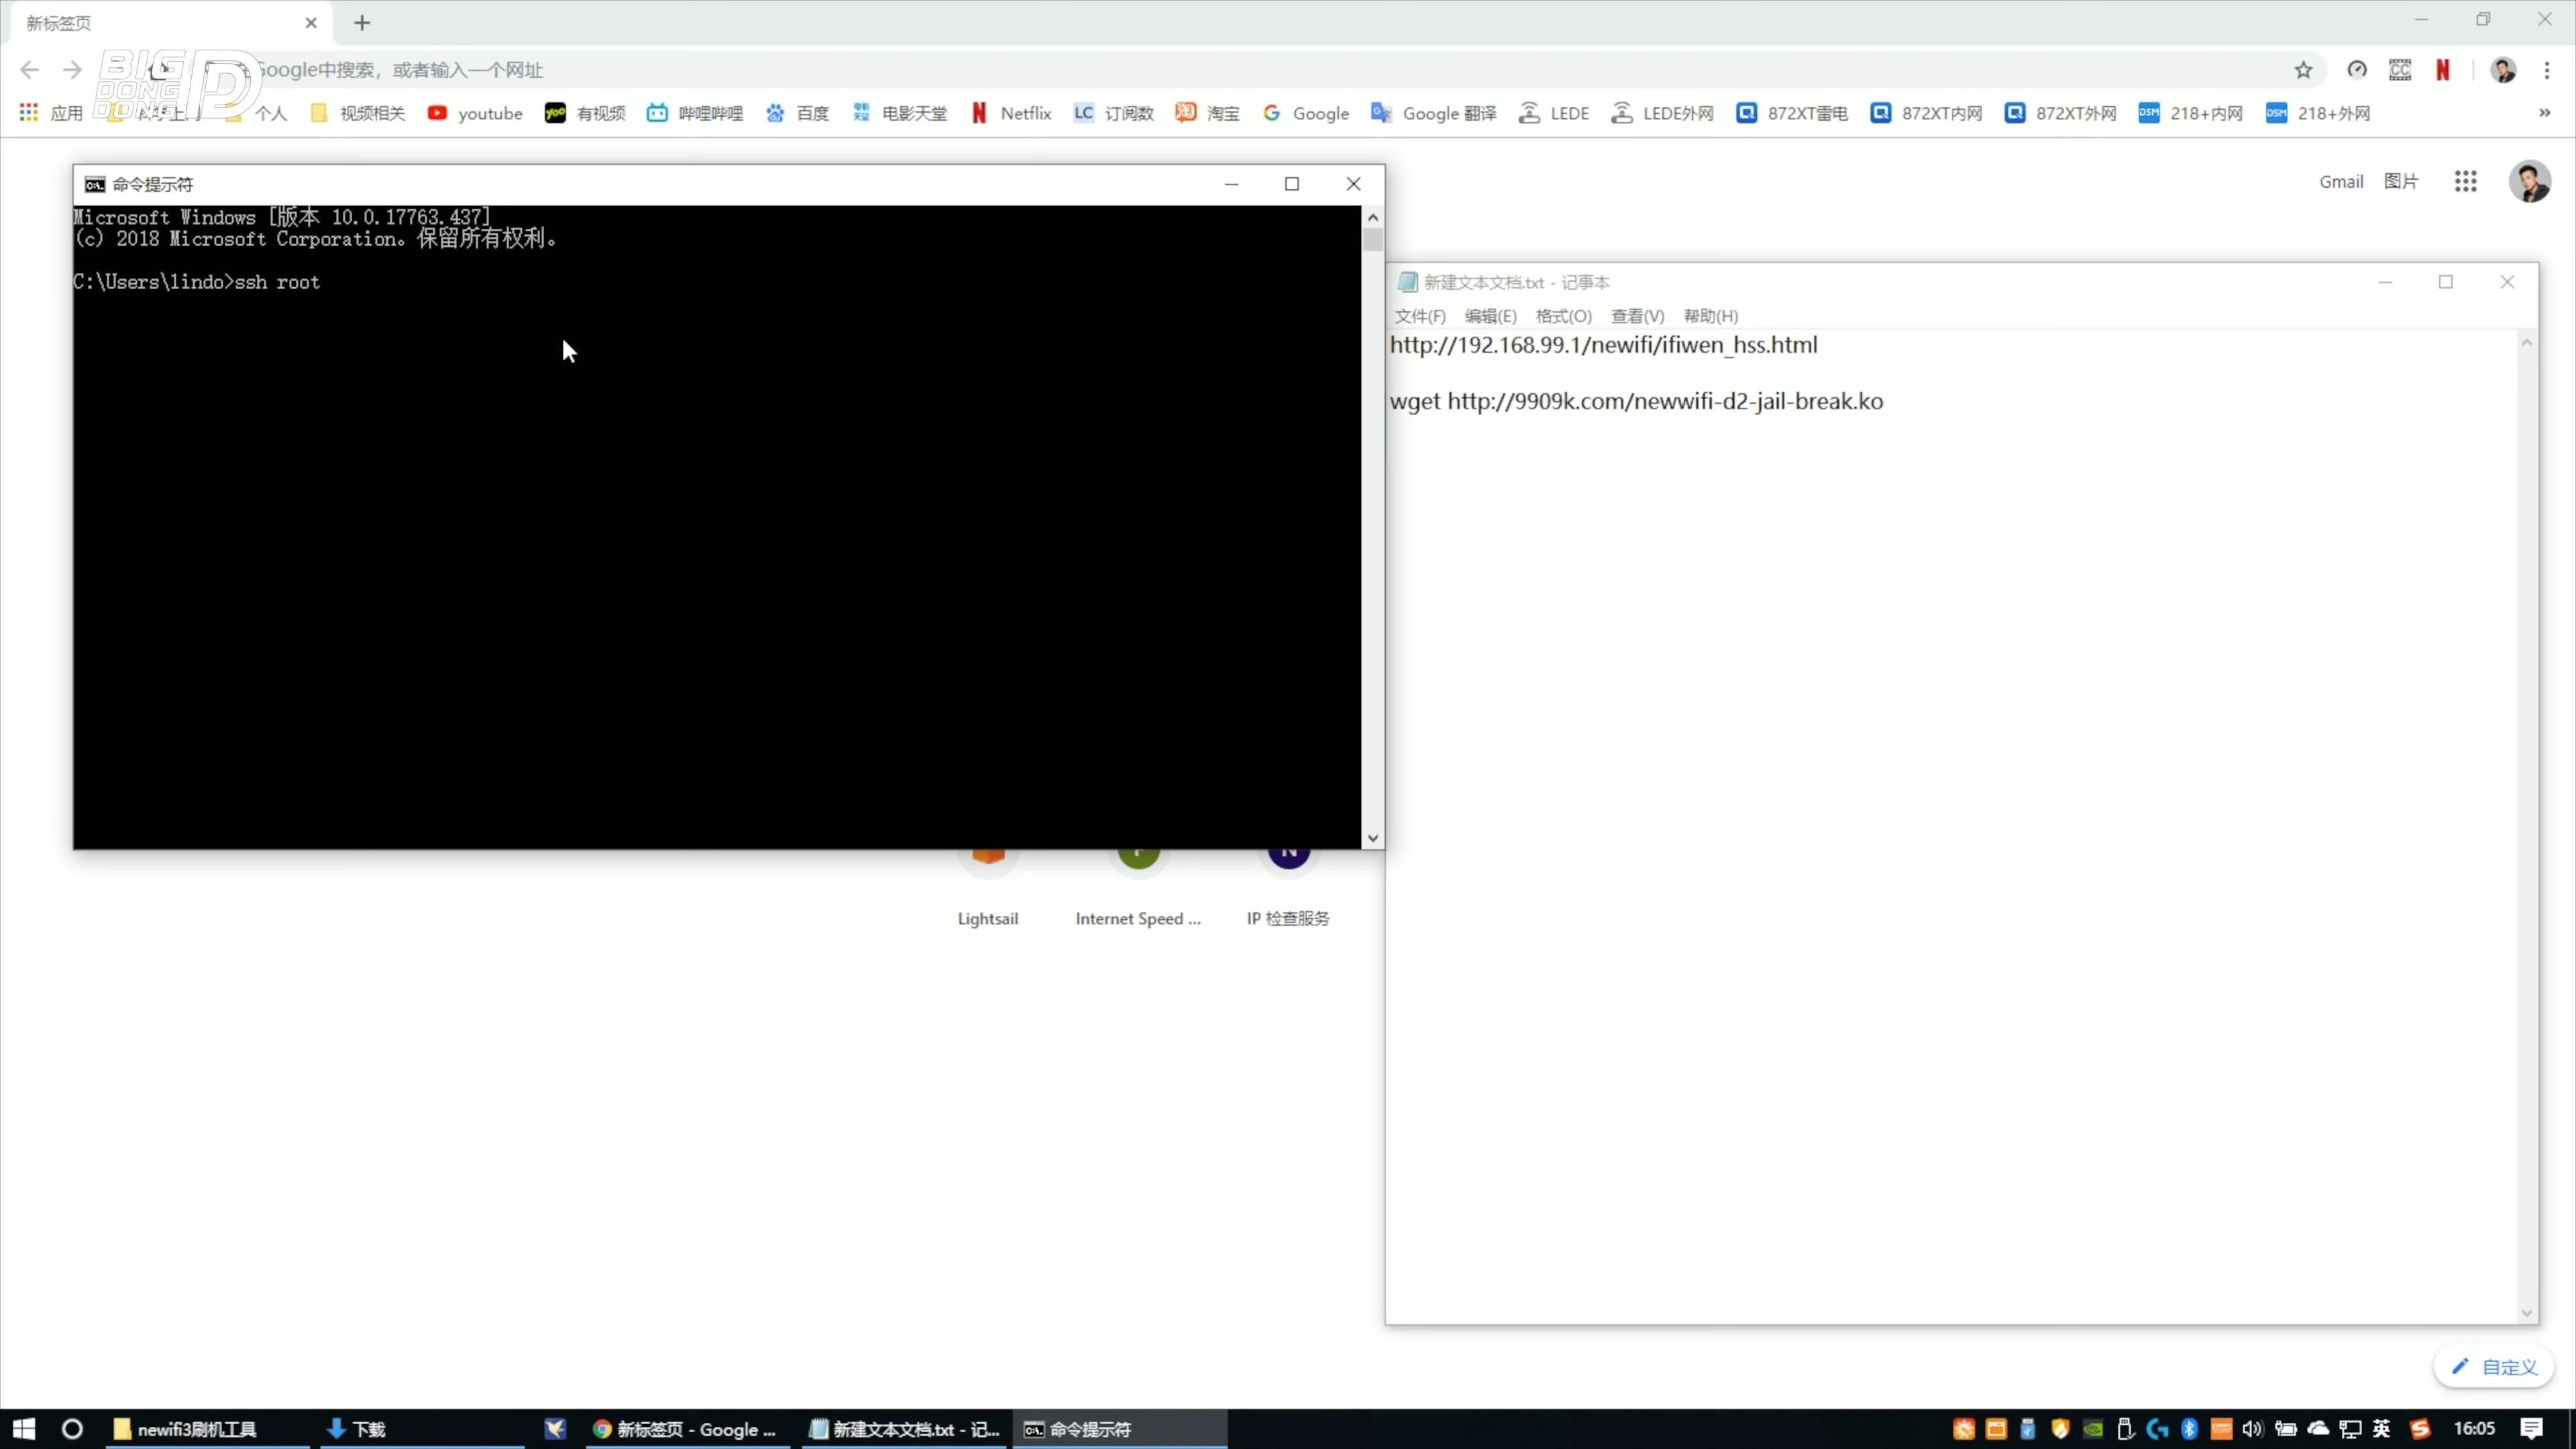 新标签页
Google中搜索，或者输入一个网址
BIG
DONG
DONG
应用
个人
视频相关
youtube
有视频
哔哩哔哩
百度
电影天堂
Netflix
LC 订阅数
淘宝
Google
Google 翻译
LEDE
LEDE外网
872XT雷电
872XT内网
872XT外网
DSM 218+内网
DSM 218+外网
»
Gmail 图片
命令提示符
Microsoft Windows [版本 10.0.17763.437]
(c) 2018 Microsoft Corporation。保留所有权利。
C:\Users\lindo>ssh root
新建文本文档.txt - 记事本
文件(F) 编辑(E) 格式(O) 查看(V) 帮助(H)
http://192.168.99.1/newifi/ifiwen_hss.html
wget http://9909k.com/newwifi-d2-jail-break.ko
Lightsail
Internet Speed ...
IP 检查服务
自定义
newifi3刷机工具
下载
新标签页 - Google ...
新建文本文档.txt - 记...
命令提示符
英
16:05